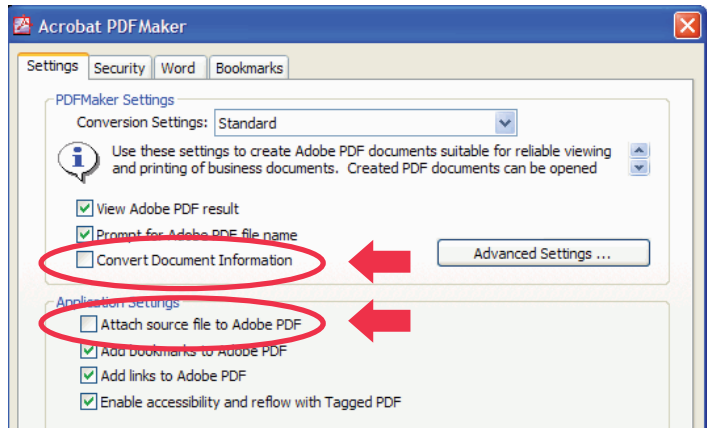 Acrobat PDFMaker
Settings Security Word Bookmarks
PDFMaker Settings
Conversion Settings: Standard
Use these settings to create Adobe PDF documents suitable for reliable viewing
and printing of business documents. Created PDF documents can be opened
View Adobe PDF result
Prompt for Adobe PDF file name
Convert Document Information
Advanced Settings ...
Application Settings
Attach source file to Adobe PDF
Add bookmarks to Adobe PDF
Add links to Adobe PDF
Enable accessibility and reflow with Tagged PDF